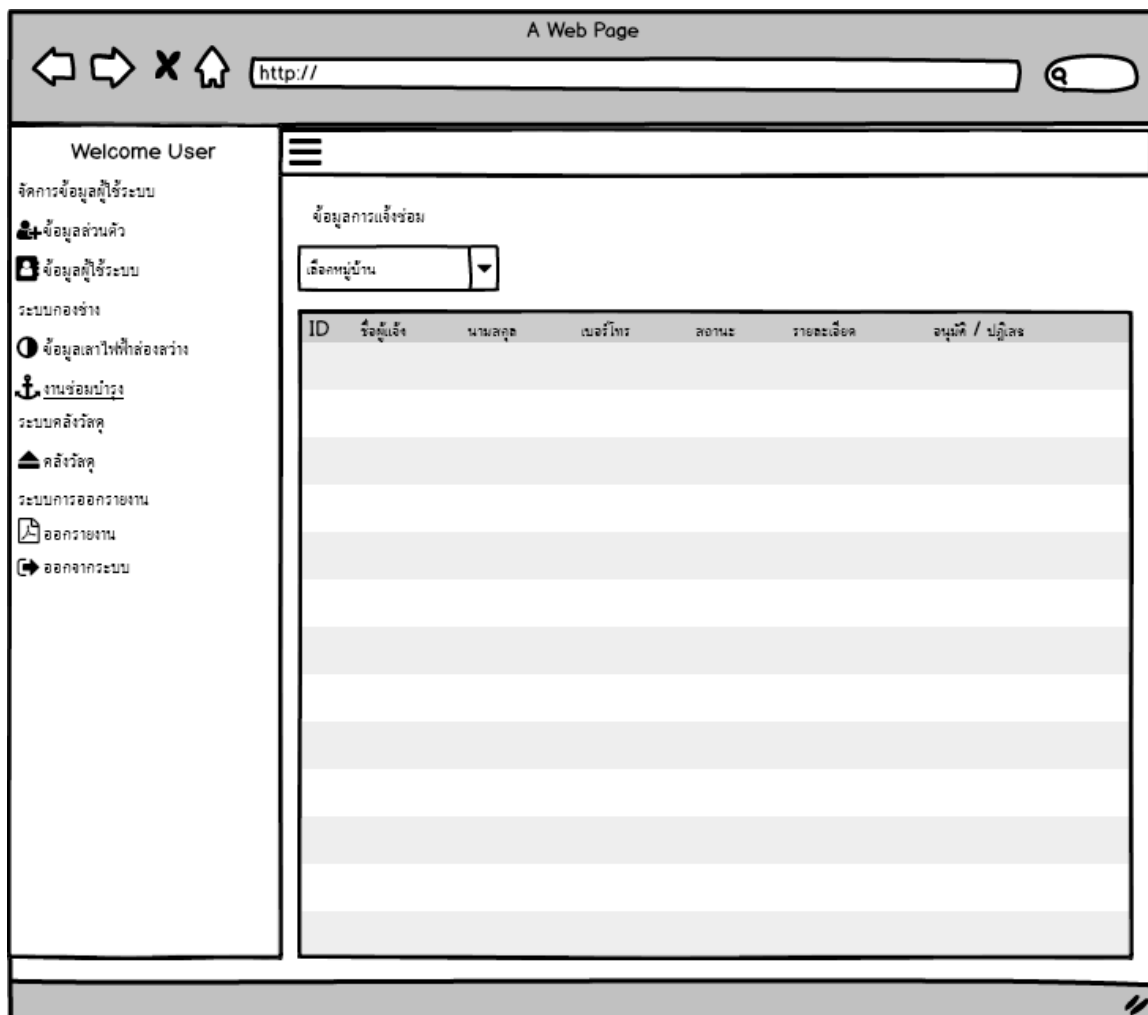 A Web Page
http://
Welcome User
จัดการข้อมูลผู้ใช้ระบบ
ข้อมูลส่วนตัว
ข้อมูลผู้ใช้ระบบ
ระบบกองช่าง
ข้อมูลเสาไฟฟ้าส่องสว่าง
งานซ่อมบำรุง
ระบบคลังวัสดุ
คลังวัสดุ
ระบบการออกรายงาน
ออกรายงาน
ออกจากระบบ
ข้อมูลการแจ้งซ่อม
เลือกหมู่บ้าน
ID ชื่อผู้แจ้ง นามสกุล เบอร์โทร สถานะ รายละเอียด อนุมัติ / ปฎิเสธ